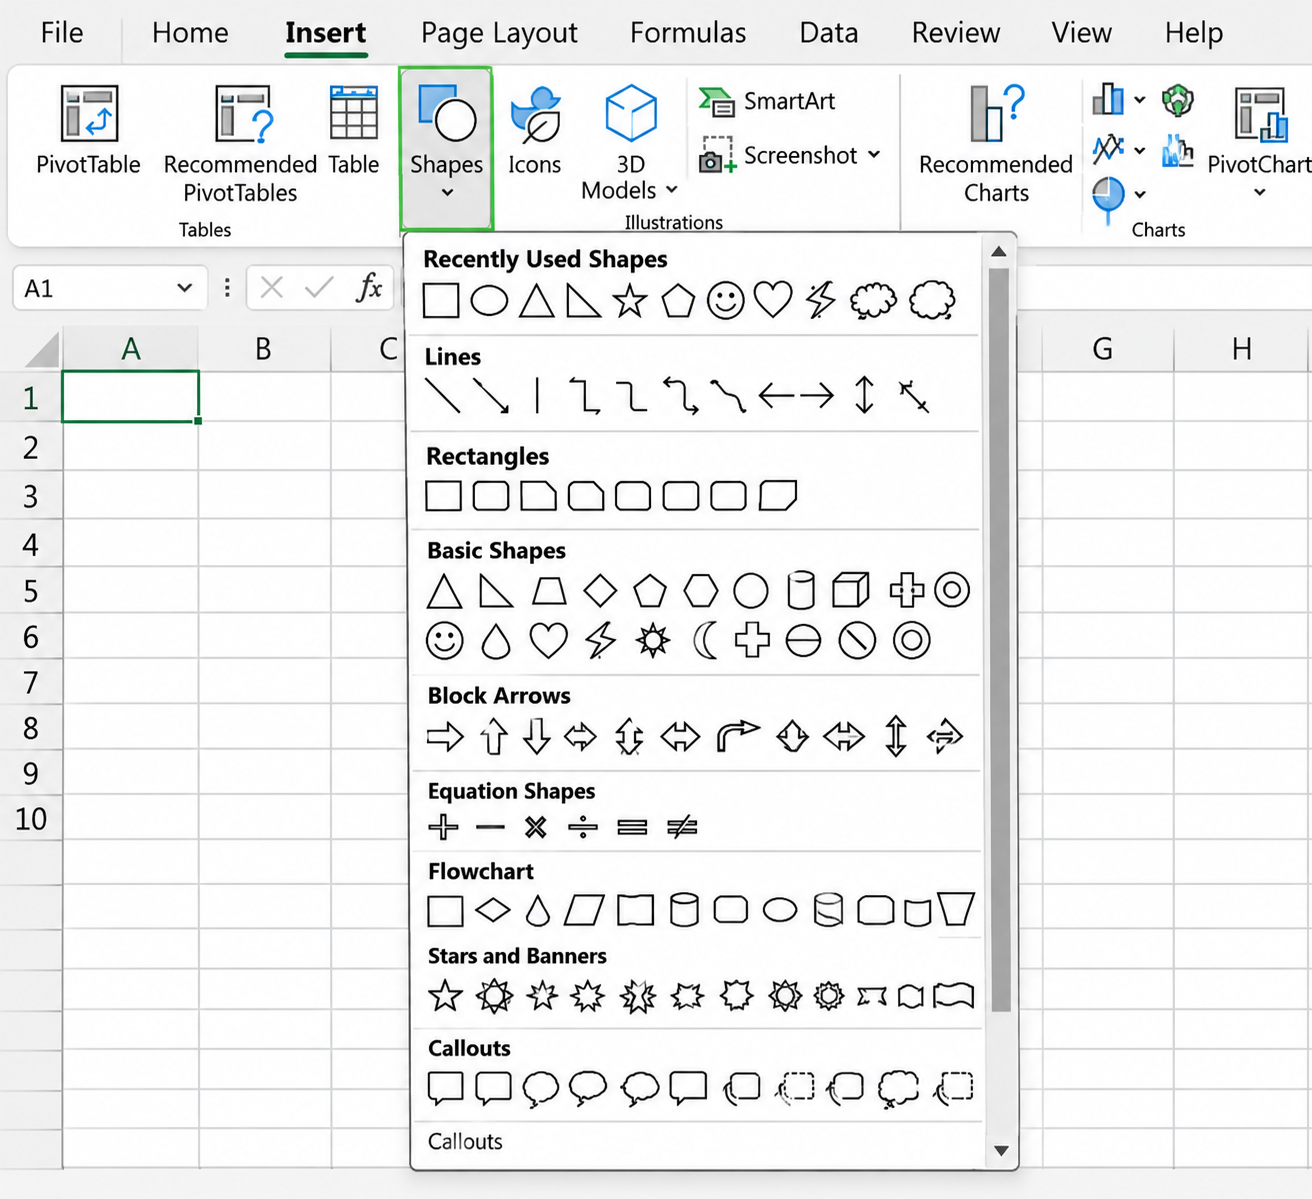 File Home Insert Page Layout Formulas Data Review View Help
PivotTable
Recommended
PivotTables
Table
Tables
Shapes
Icons
3D
Models
SmartArt
Screenshot
Illustrations
Recommended
Charts
PivotChart
Charts
A1
fx
A B C G H
1
2
3
4
5
6
7
8
9
10
Recently Used Shapes
Lines
Rectangles
Basic Shapes
Block Arrows
Equation Shapes
Flowchart
Stars and Banners
Callouts
Callouts